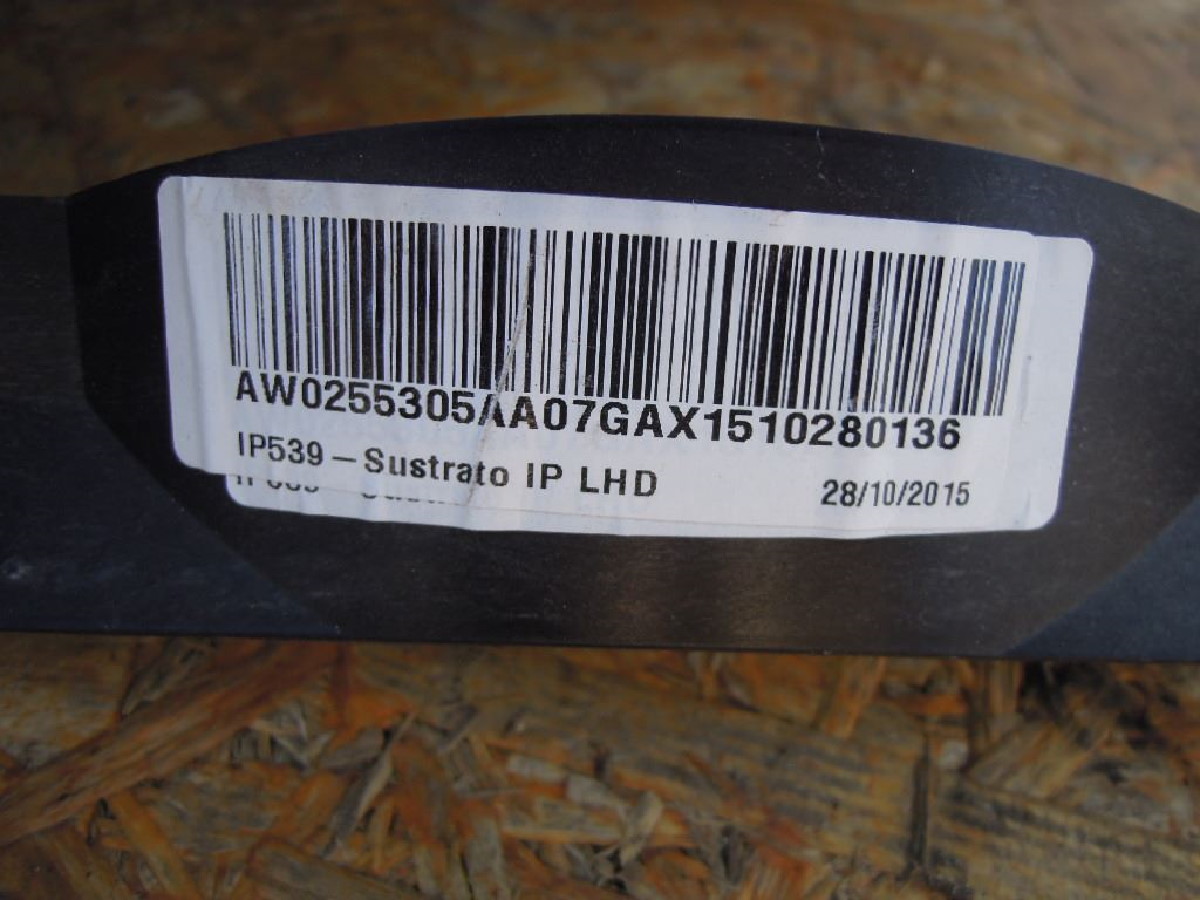 AW0255305AA07GAX1510280136
IP539 – Sustrato IP LHD
28/10/2015